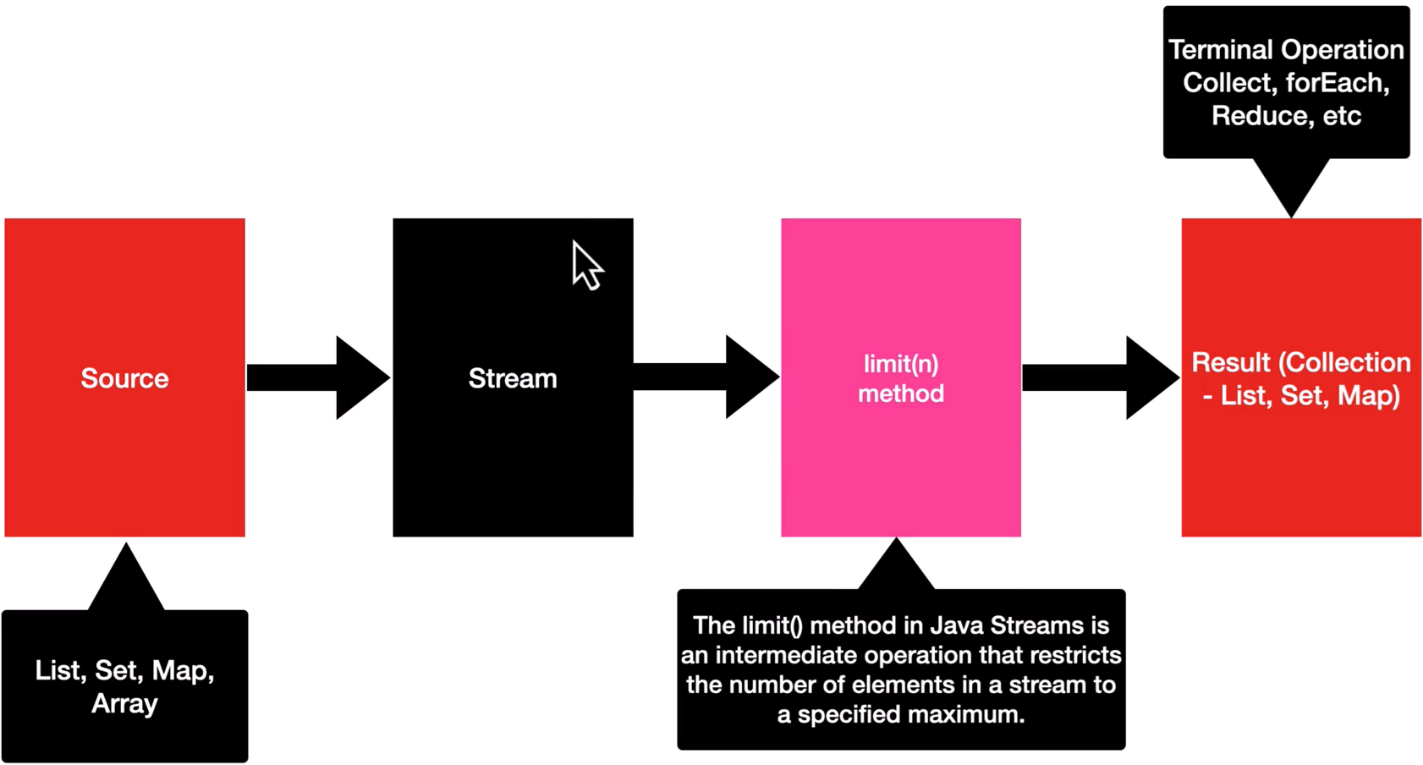 Terminal Operation
Collect, forEach,
Reduce, etc
Source
Stream
limit(n)
method
Result (Collection
- List, Set, Map)
List, Set, Map,
Array
The limit() method in Java Streams is
an intermediate operation that restricts
the number of elements in a stream to
a specified maximum.